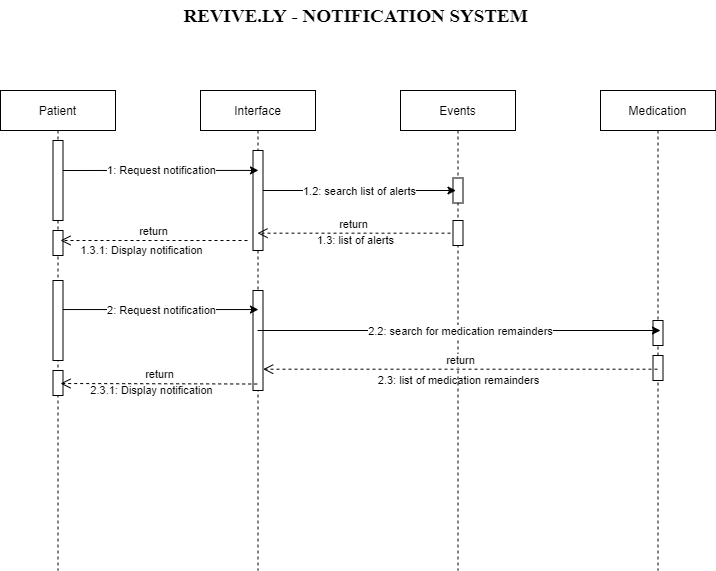 REVIVE.LY - NOTIFICATION SYSTEM
Patient
Interface
Events
Medication
1: Request notification
1.2: search list of alerts
return
1.3: list of alerts
return
1.3.1: Display notification
2: Request notification
2.2: search for medication remainders
return
2.3: list of medication remainders
return
2.3.1: Display notification